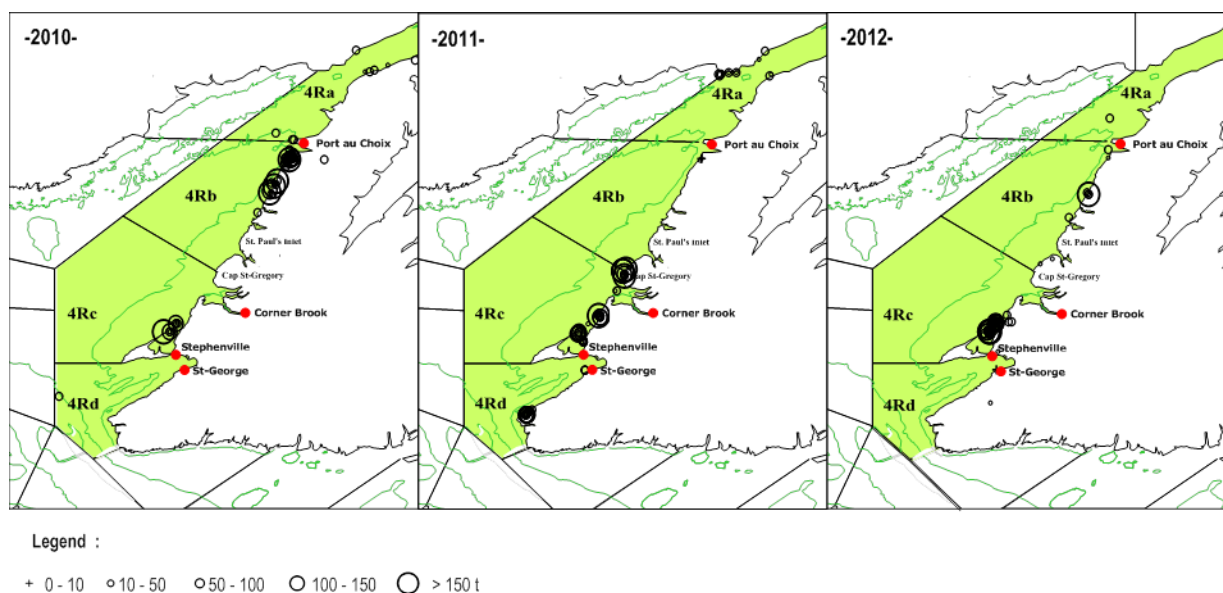 -2010-
4Ra
Port au Choix
4Rb
St. Paul's Inlet
Cap St-Gregory
4Rc
Corner Brook
Stephenville
St-George
4Rd
-2011-
4Ra
Port au Choix
4Rb
St. Paul's Inlet
Cap St-Gregory
4Rc
Corner Brook
Stephenville
St-George
4Rd
-2012-
4Ra
Port au Choix
4Rb
St. Paul's Inlet
Cap St-Gregory
4Rc
Corner Brook
Stephenville
St-George
4Rd
Legend :
+ 0 - 10 10 - 50 50 - 100 100 - 150 > 150 t